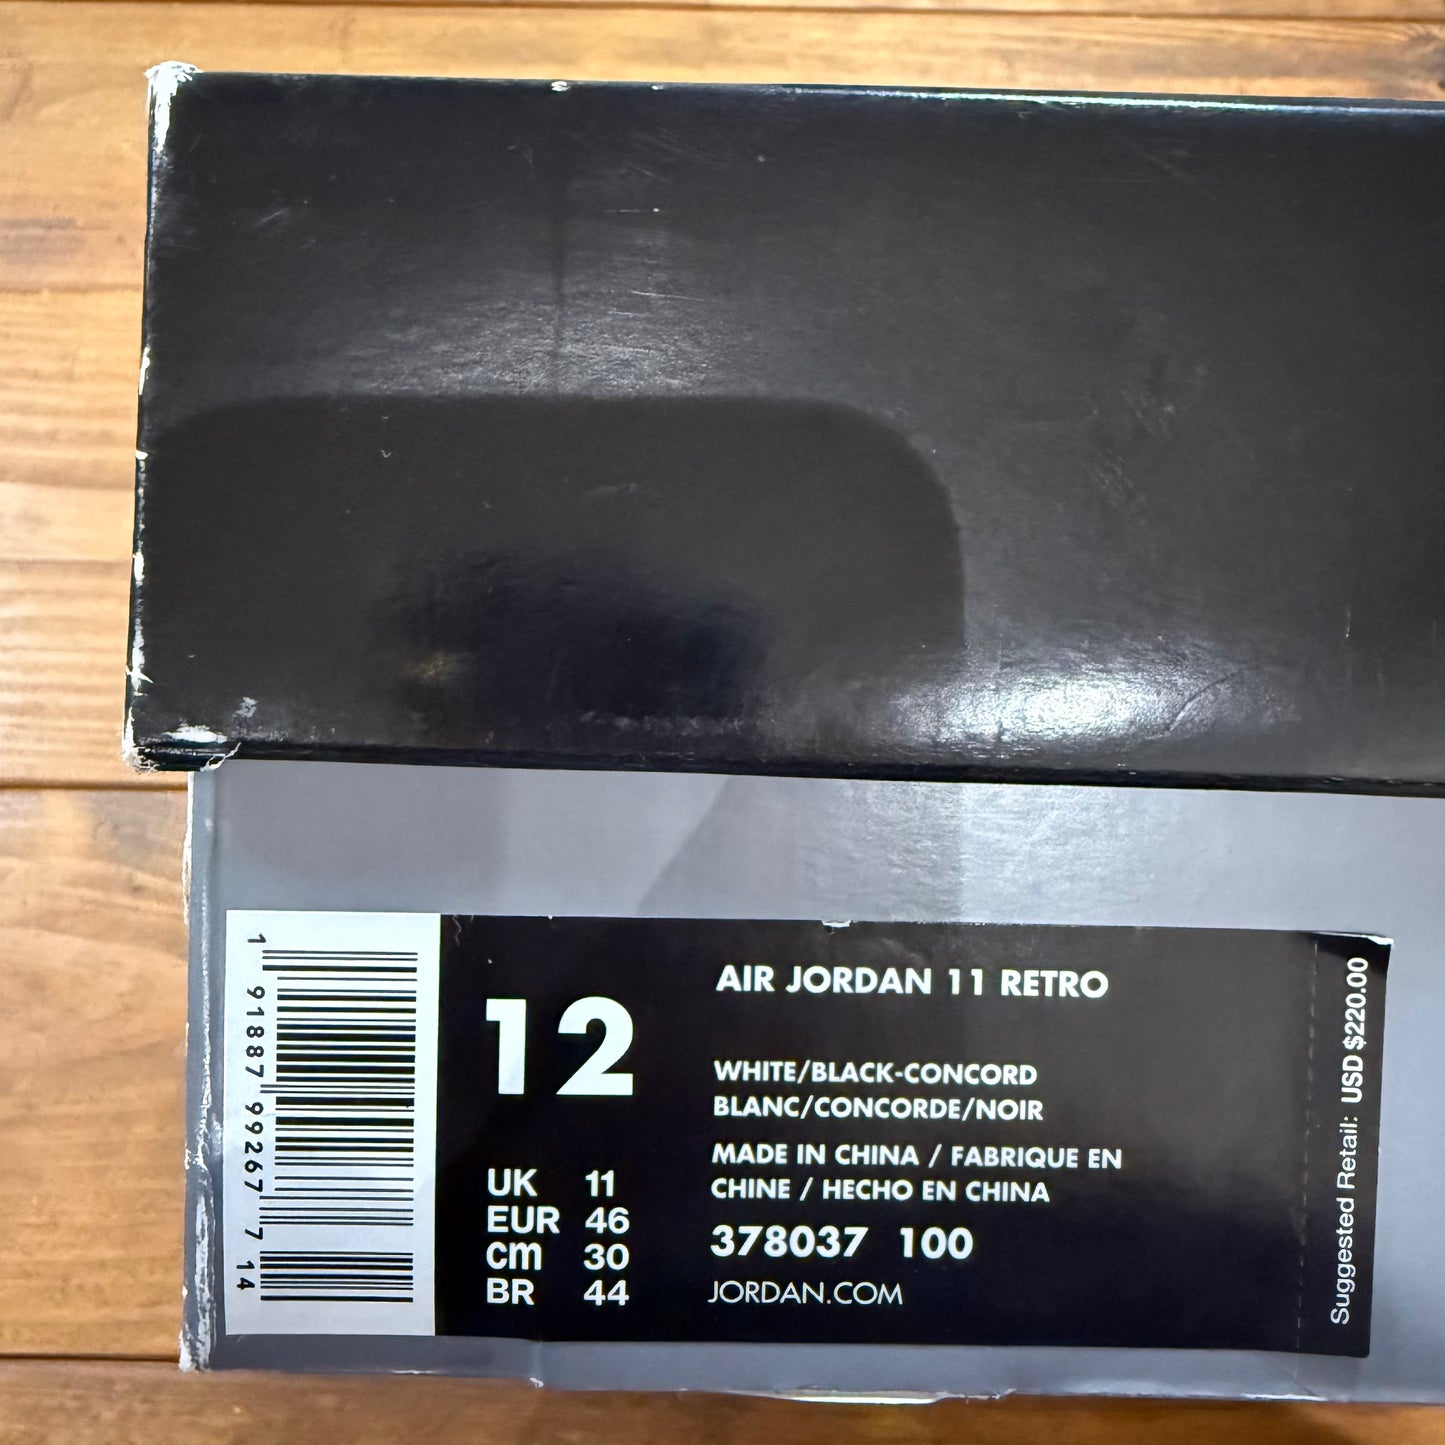 1 91887 99267 7 14
12
UK 11
EUR 46
cm 30
BR 44
AIR JORDAN 11 RETRO
WHITE/BLACK-CONCORD
BLANC/CONCORDE/NOIR
MADE IN CHINA / FABRIQUE EN
CHINE / HECHO EN CHINA
378037 100
JORDAN.COM
Suggested Retail: USD $220.00